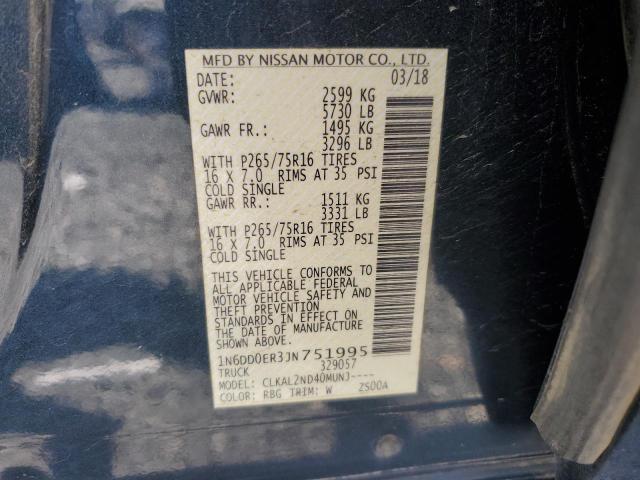 MFD BY NISSAN MOTOR CO., LTD.
DATE: 03/18
GVWR: 2599 KG
5730 LB
GAWR FR.: 1495 KG
3296 LB
WITH P265/75R16 TIRES
16 X 7.0 RIMS AT 35 PSI
COLD SINGLE
GAWR RR.: 1511 KG
3331 LB
WITH P265/75R16 TIRES
16 X 7.0 RIMS AT 35 PSI
COLD SINGLE
THIS VEHICLE CONFORMS TO
ALL APPLICABLE FEDERAL
MOTOR VEHICLE SAFETY AND
THEFT PREVENTION
STANDARDS IN EFFECT ON
THE DATE OF MANUFACTURE
SHOWN ABOVE.
1N6DD0ER3JN751995
TRUCK 329057
MODEL: CLKAL2ND40MUNJ----
COLOR: RBG TRIM: W ZS00A